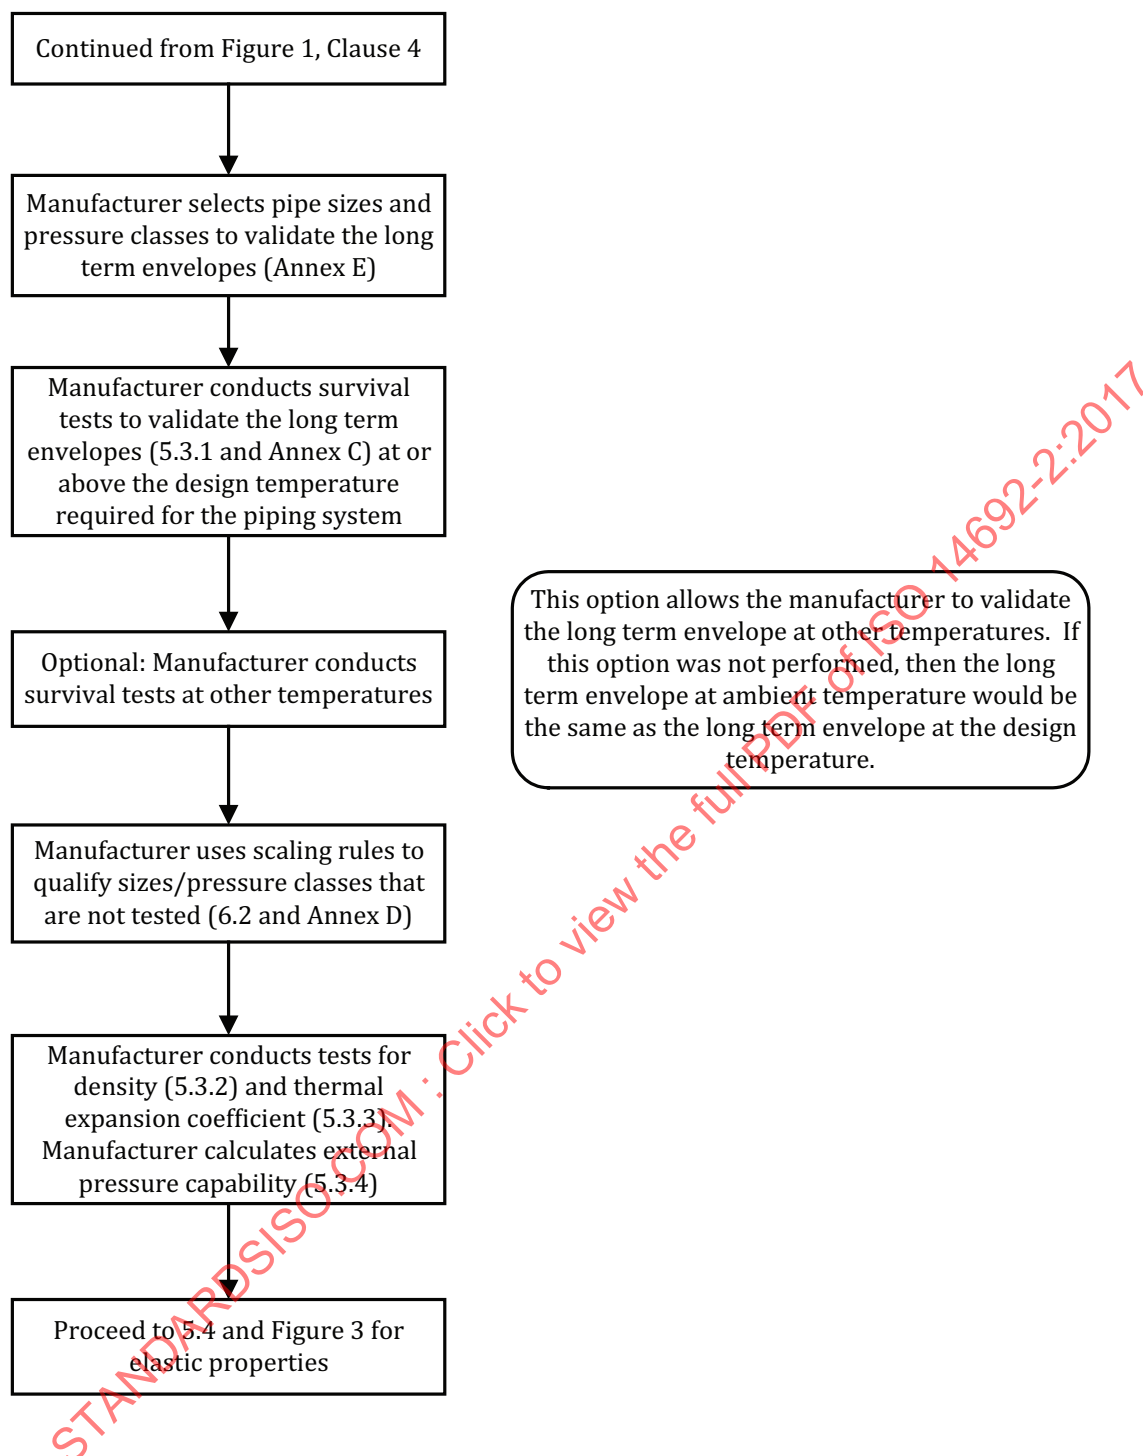 Continued from Figure 1, Clause 4
Manufacturer selects pipe sizes and
pressure classes to validate the long
term envelopes (Annex E)
Manufacturer conducts survival
tests to validate the long term
envelopes (5.3.1 and Annex C) at or
above the design temperature
required for the piping system
Optional: Manufacturer conducts
survival tests at other temperatures
This option allows the manufacturer to validate
the long term envelope at other temperatures.  If
this option was not performed, then the long
term envelope at ambient temperature would be
the same as the long term envelope at the design
temperature.
Manufacturer uses scaling rules to
qualify sizes/pressure classes that
are not tested (6.2 and Annex D)
Manufacturer conducts tests for
density (5.3.2) and thermal
expansion coefficient (5.3.3).
Manufacturer calculates external
pressure capability (5.3.4)
Proceed to 5.4 and Figure 3 for
elastic properties
STANDARDSISO.COM : Click to view the full PDF of ISO 14692-2:2017